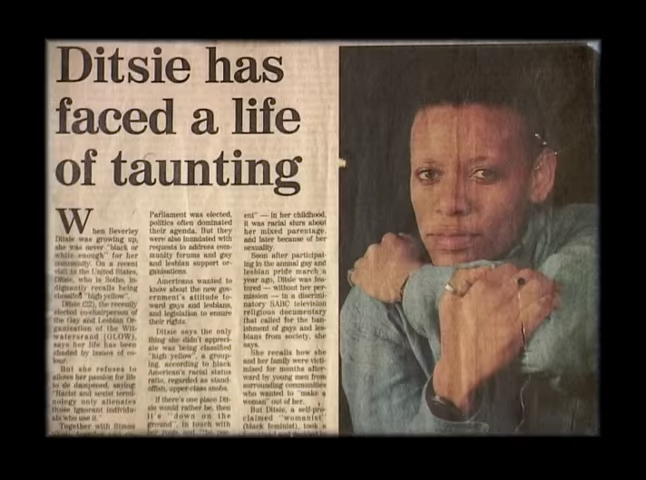 Ditsie has
faced a life
of taunting
When Beverley
Ditsie was growing up,
she was never "black or
white enough" for her
community. On a recent
visit to the United States,
Ditsie, who is Sotho, in-
dignantly recalls being
classified "high yellow".
Ditsie (22), the recently
elected co-chairperson of
the Gay and Lesbian Or-
ganisation of the Wit-
watersrand (GLOW),
says her life has been
shaded by issues of co-
lour.
But she refuses to
allow her passion for life
to be dampened, saying:
"Racist and sexist termi-
nology only alienates
those ignorant individu-
als who use it."
Together with Simon
Parliament was elected,
politics often dominated
their agenda. But they
were also inundated with
requests to address com-
munity forums and gay
and lesbian support or-
ganisations.
Americans wanted to
know about the new gov-
ernment's attitude to-
ward gays and lesbians,
and legislation to ensure
their rights.
Ditsie says the only
thing she didn't appreci-
ate was being classified
"high yellow", a group-
ing, according to black
American's racial status
ratio, regarded as stand-
offish, upper-class snobs.
"If there's one place Dit-
sie would rather be, then
it's "down on the
ground", in touch with
ent" — in her childhood,
it was racial slurs about
her mixed parentage,
and later because of her
sexuality.
Soon after participat-
ing in the annual gay and
lesbian pride march a
year ago, Ditsie was fea-
tured — without her per-
mission — in a discrimi-
natory SABC television
religious documentary
that called for the ban-
ishment of gays and les-
bians from society, she
says.
She recalls how she
and her family were victi-
mised for months after-
ward by young men from
surrounding communities
who wanted to "make a
woman" out of her.
But Ditsie, a self-pro-
claimed "womanist"
(black feminist), took a